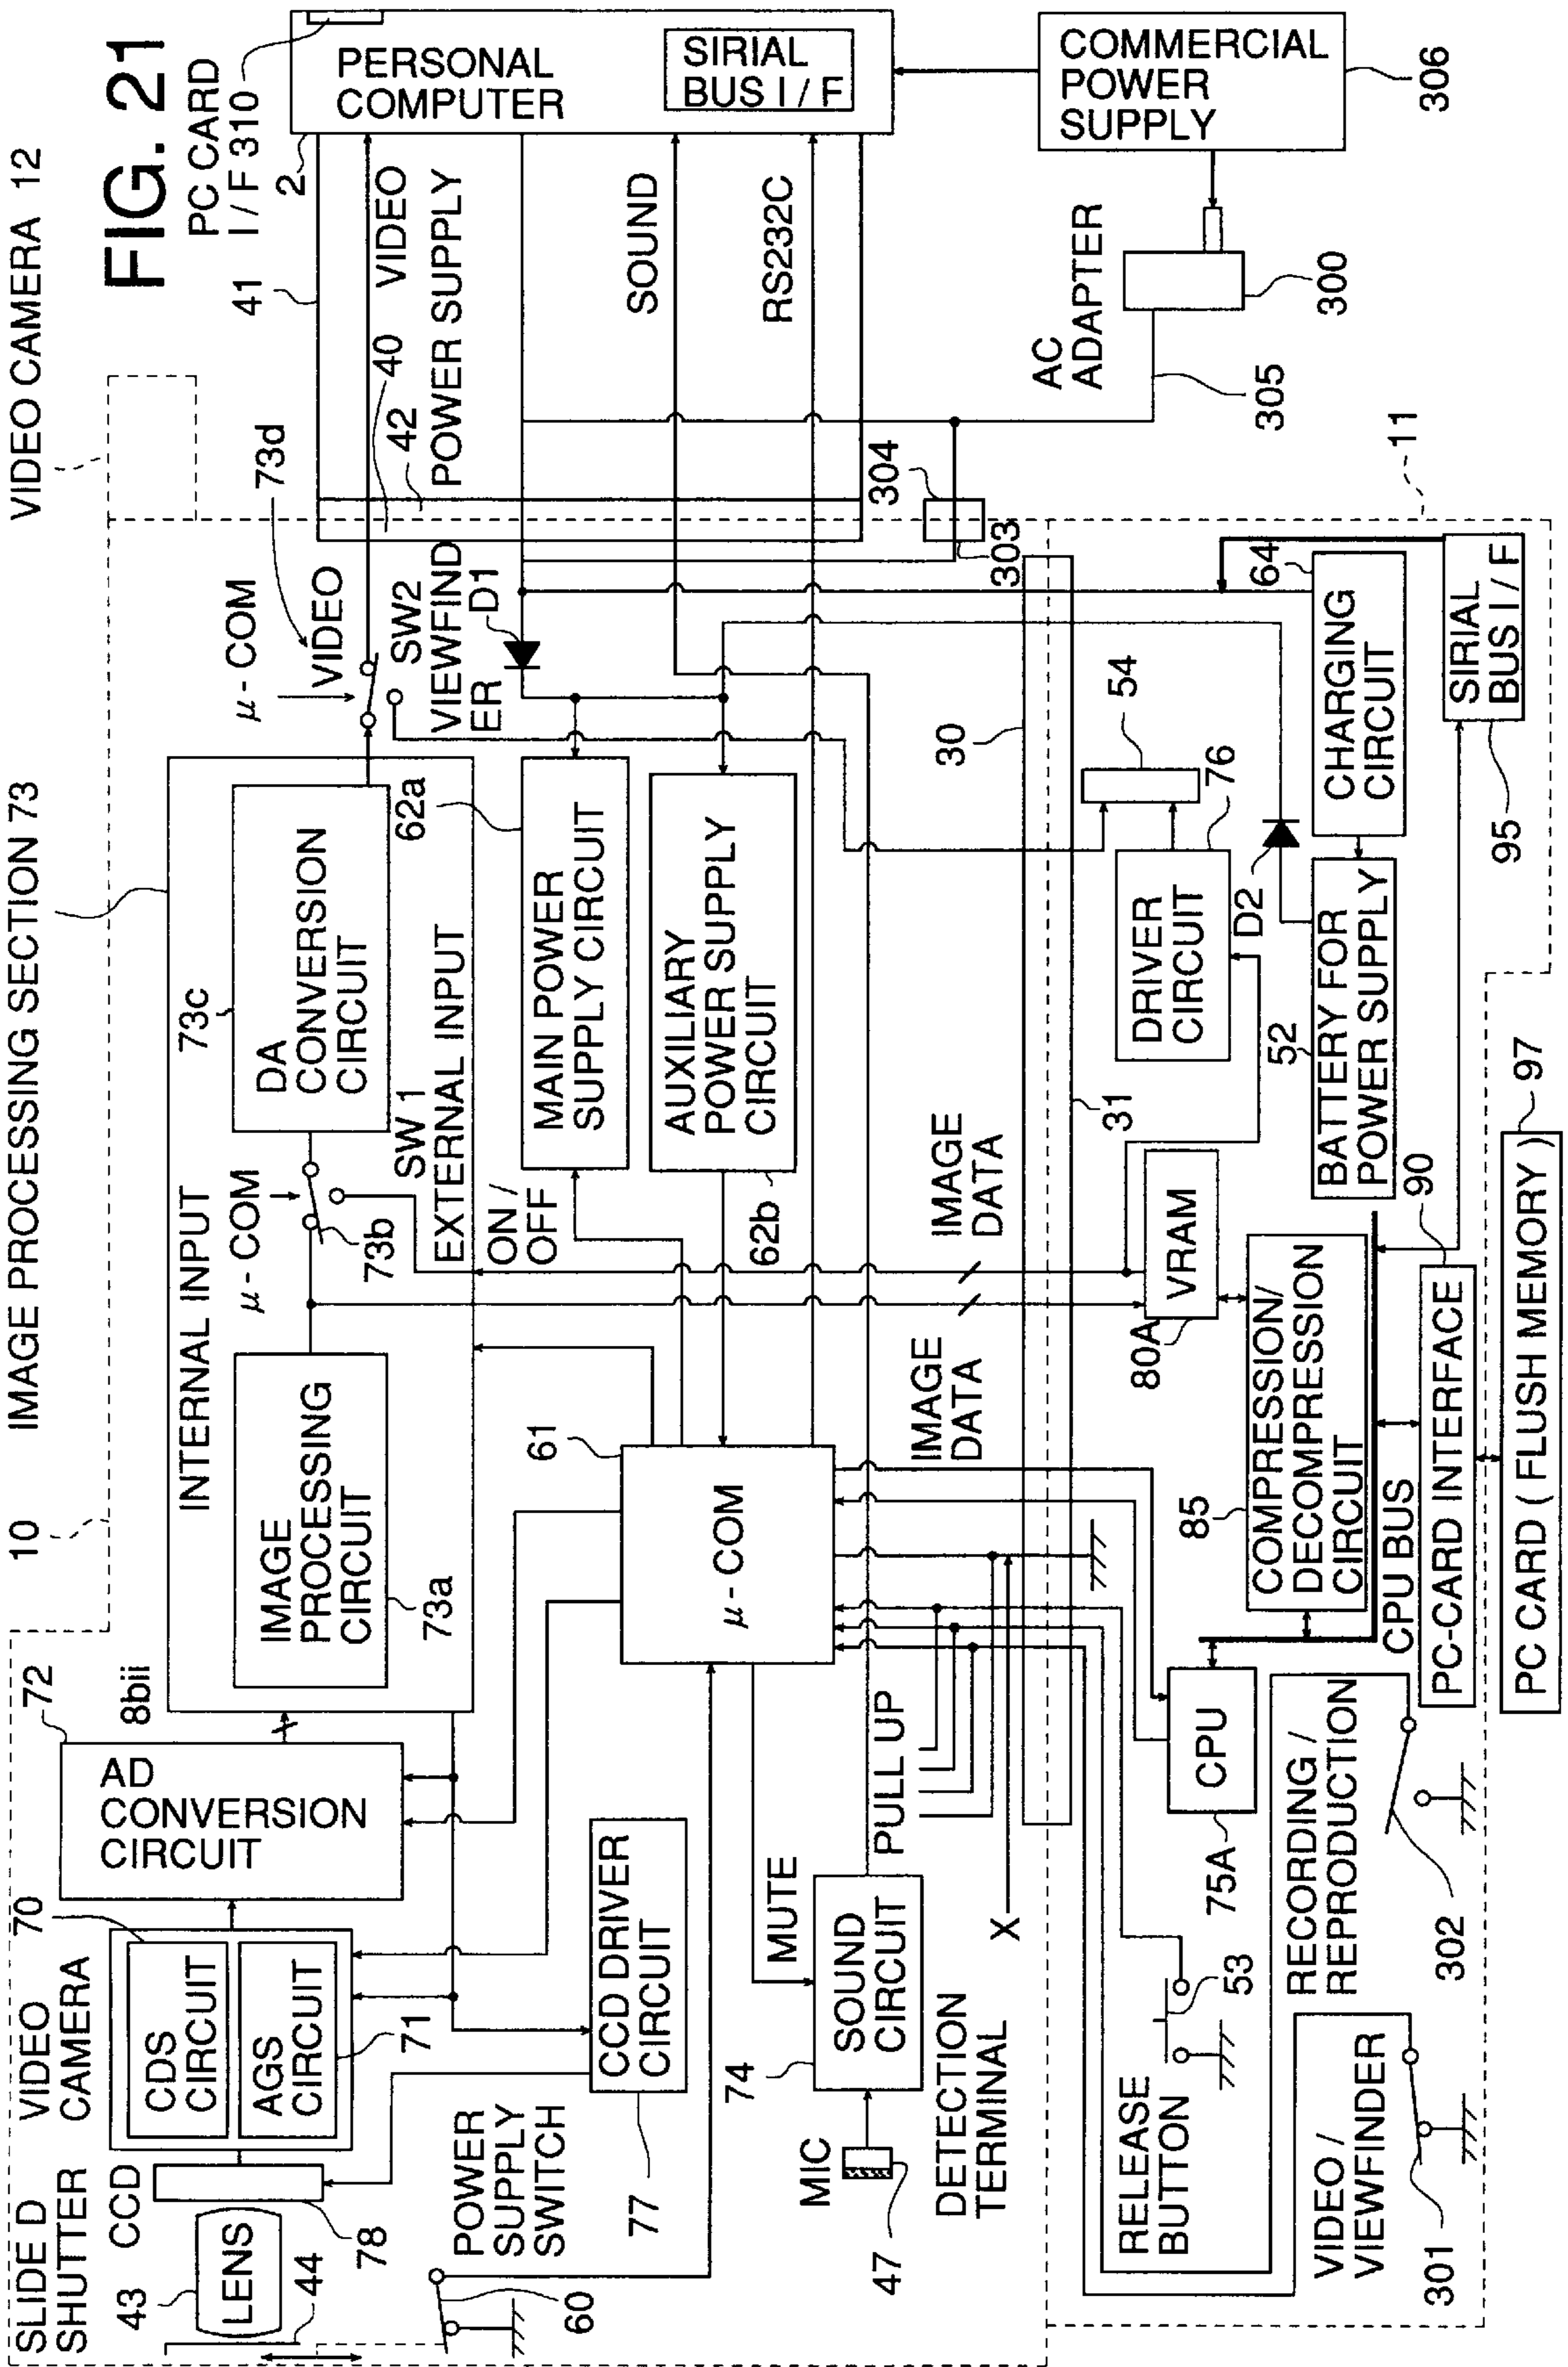 FIG. 21
SLIDE D
SHUTTER
43
44
LENS
CCD
78
VIDEO
CAMERA
70
CDS
CIRCUIT
AGS
CIRCUIT
71
72
AD
CONVERSION
CIRCUIT
8bii
10
IMAGE PROCESSING SECTION 73
INTERNAL INPUT
IMAGE
PROCESSING
CIRCUIT
73a
μ-COM
73b
SW 1
EXTERNAL INPUT
73c
DA
CONVERSION
CIRCUIT
VIDEO CAMERA 12
μ-COM
73d
VIDEO
SW2
VIEWFIND
ER
D1
PC CARD
I / F 310
2
41
40
42
VIDEO
POWER SUPPLY
SOUND
RS232C
PERSONAL
COMPUTER
SIRIAL
BUS I / F
COMMERCIAL
POWER
SUPPLY
306
AC
ADAPTER
300
305
304
303
POWER
SUPPLY
SWITCH
60
CCD DRIVER
CIRCUIT
77
MUTE
61
μ-COM
ON /
OFF
62a
MAIN POWER
SUPPLY CIRCUIT
AUXILIARY
POWER SUPPLY
CIRCUIT
62b
MIC
47
74
SOUND
CIRCUIT
PULL UP
DETECTION
TERMINAL
X
IMAGE
DATA
IMAGE
DATA
30
31
RELEASE
BUTTON
53
75A
CPU
VIDEO /
VIEWFINDER
301
RECORDING /
REPRODUCTION
302
80A
VRAM
85
COMPRESSION/
DECOMPRESSION
CIRCUIT
CPU BUS
54
76
DRIVER
CIRCUIT
D2
52
BATTERY FOR
POWER SUPPLY
64
CHARGING
CIRCUIT
11
SIRIAL
BUS I / F
95
90
PC-CARD INTERFACE
PC CARD ( FLUSH MEMORY )
97